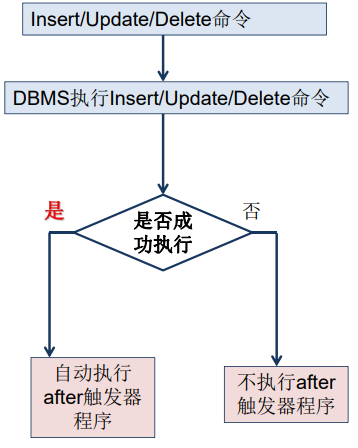 Insert/Update/Delete命令
DBMS执行Insert/Update/Delete命令
是
否
是否成
功执行
自动执行
after触发器
程序
不执行after
触发器程序